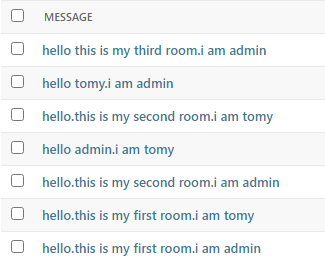 MESSAGE
hello this is my third room.i am admin
hello tomy.i am admin
hello.this is my second room.i am tomy
hello admin.i am tomy
hello.this is my second room.i am admin
hello.this is my first room.i am tomy
hello.this is my first room.i am admin